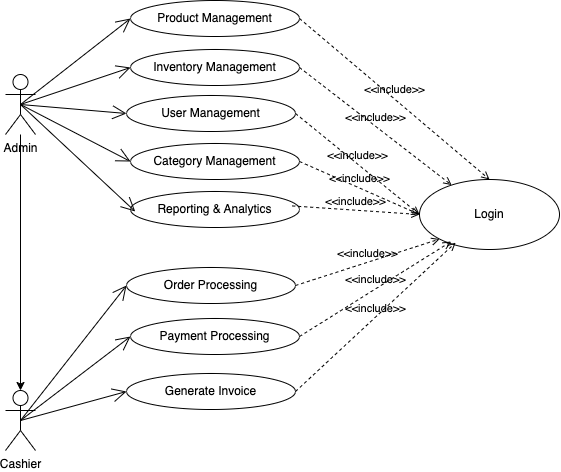 Product Management
Inventory Management
<<include>>
<<include>>
User Management
Admin
Category Management
<<include>>
<<include>>
Reporting & Analytics
<<include>>
Login
<<include>>
Order Processing
<<include>>
<<include>>
Payment Processing
Generate Invoice
Cashier